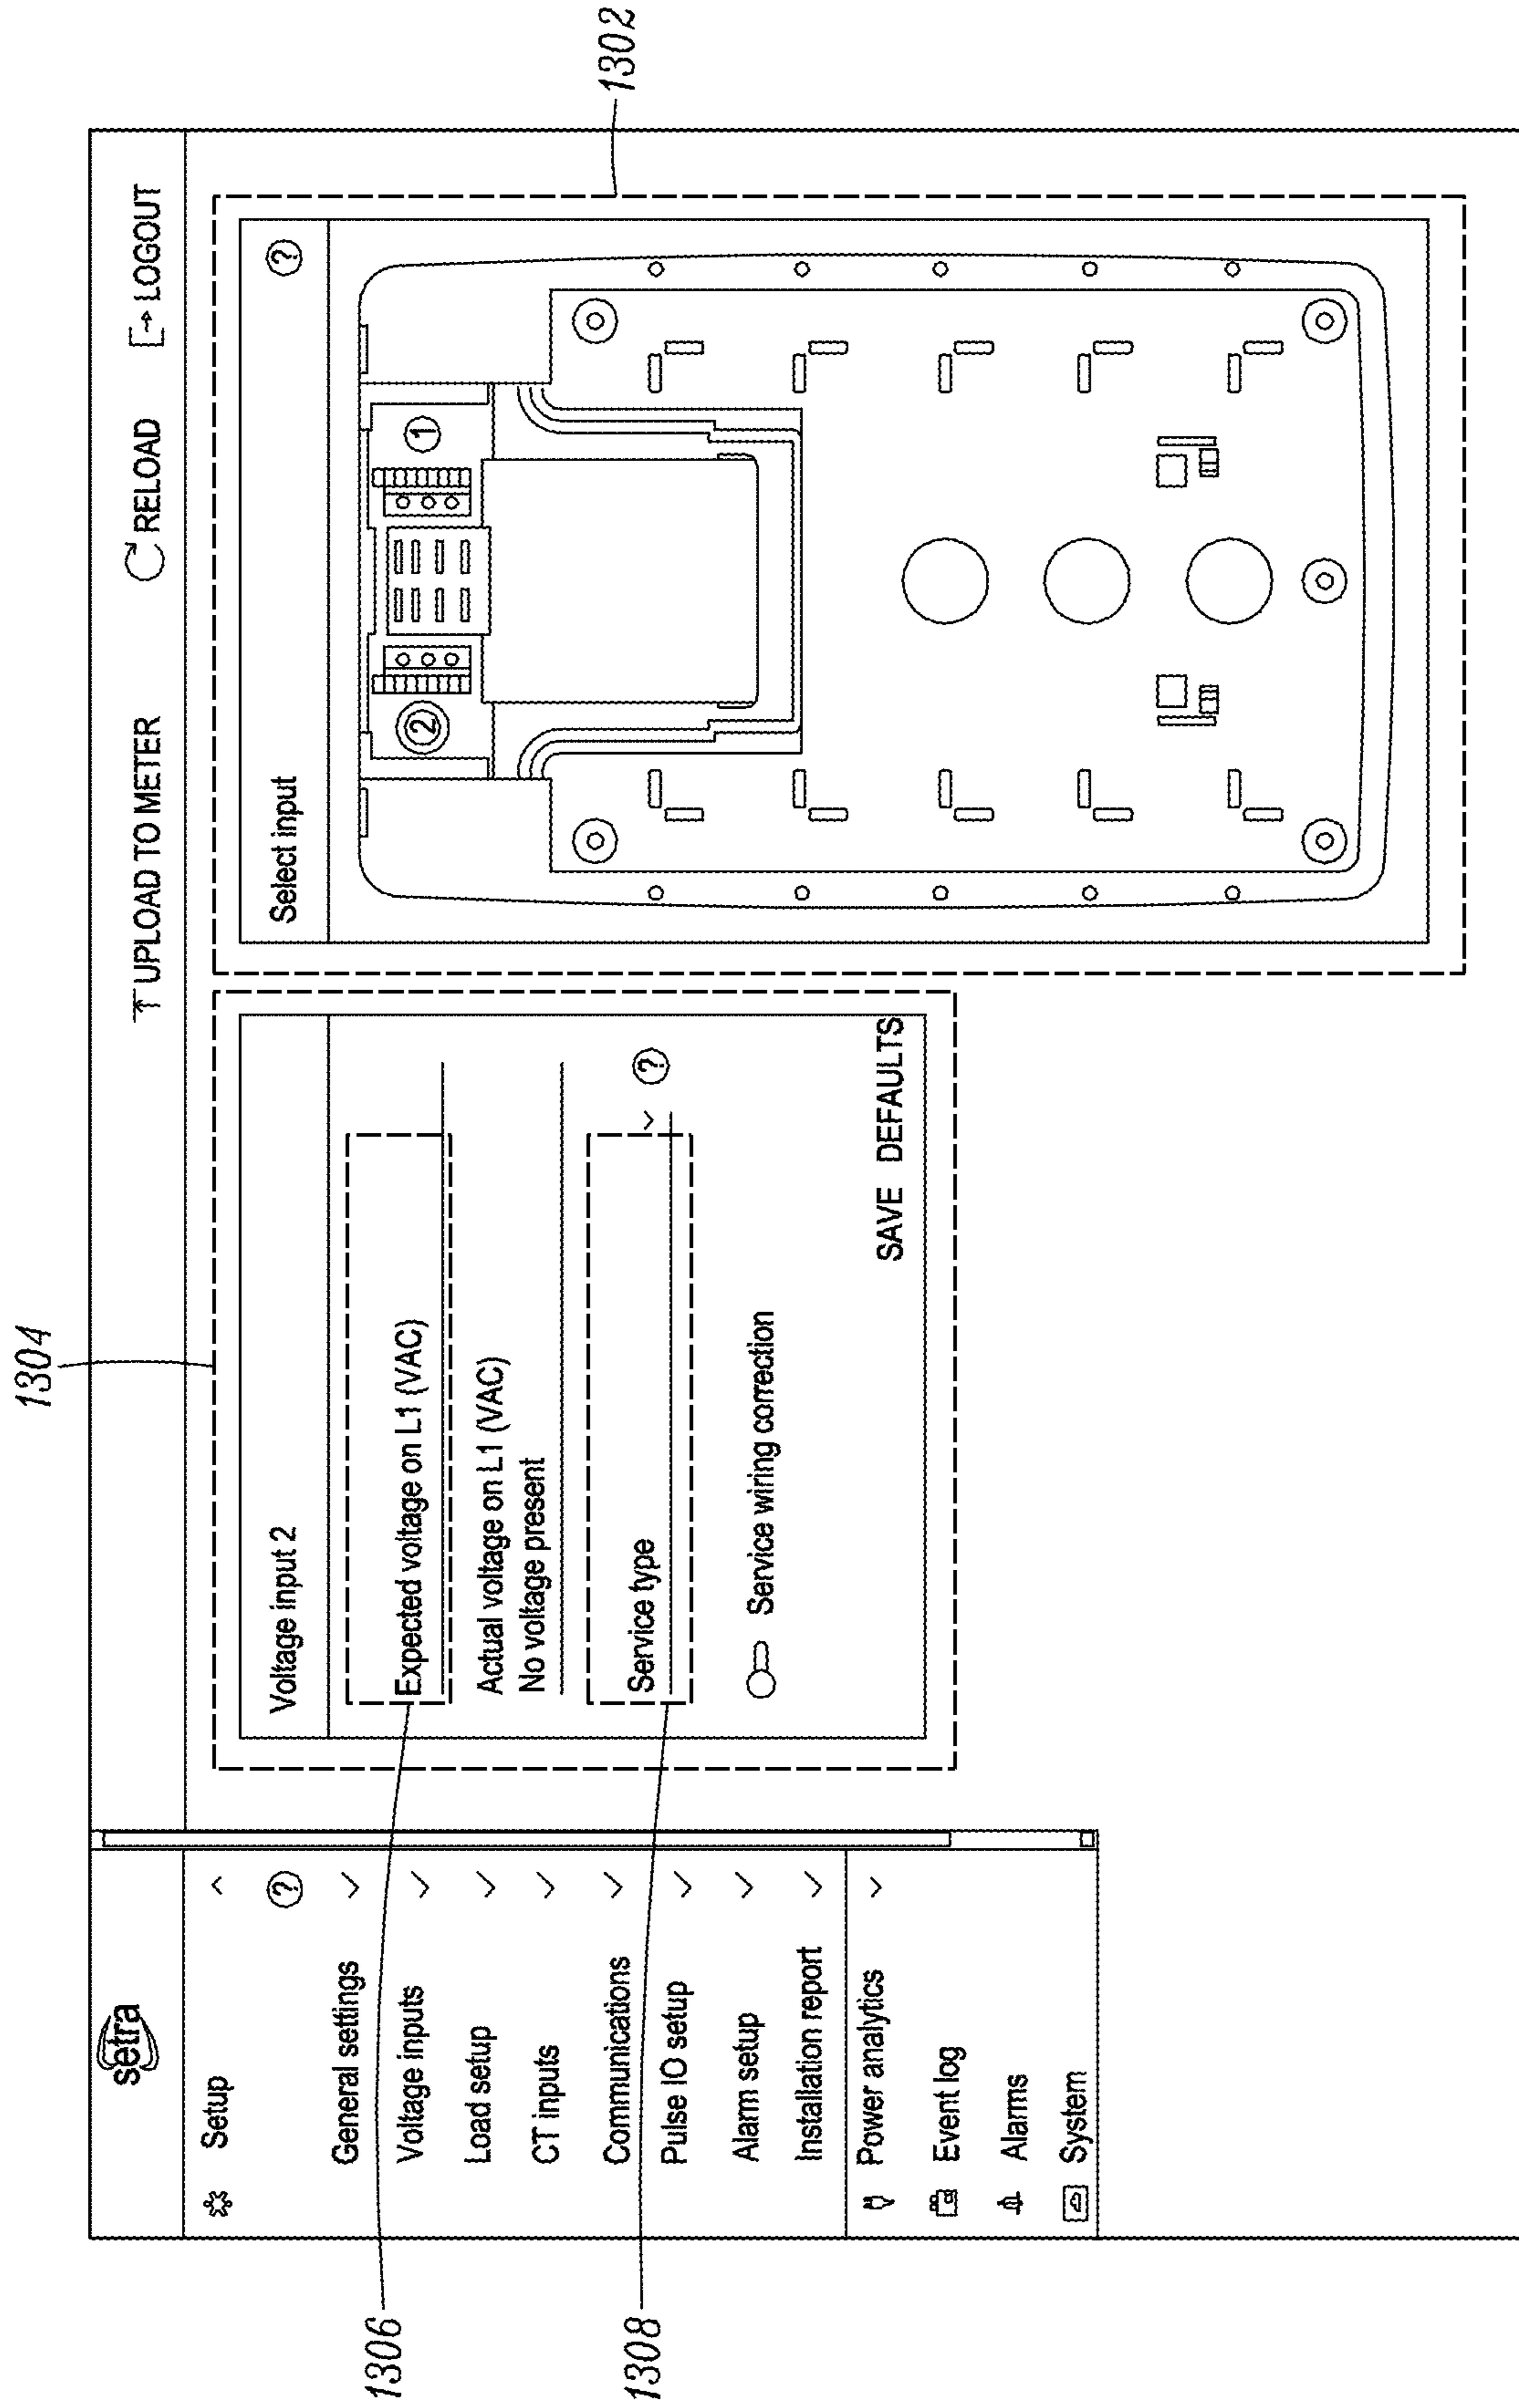 1304
setra
UPLOAD TO METER
RELOAD
LOGOUT
Setup
?
General settings
Voltage inputs
Load setup
CT inputs
Communications
Pulse IO setup
Alarm setup
Installation report
Power analytics
Event log
Alarms
System
1306
1308
Voltage input 2
Expected voltage on L1 (VAC)
Actual voltage on L1 (VAC)
No voltage present
Service type
?
Service wiring correction
SAVE DEFAULTS
Select input
?
2
1
1302